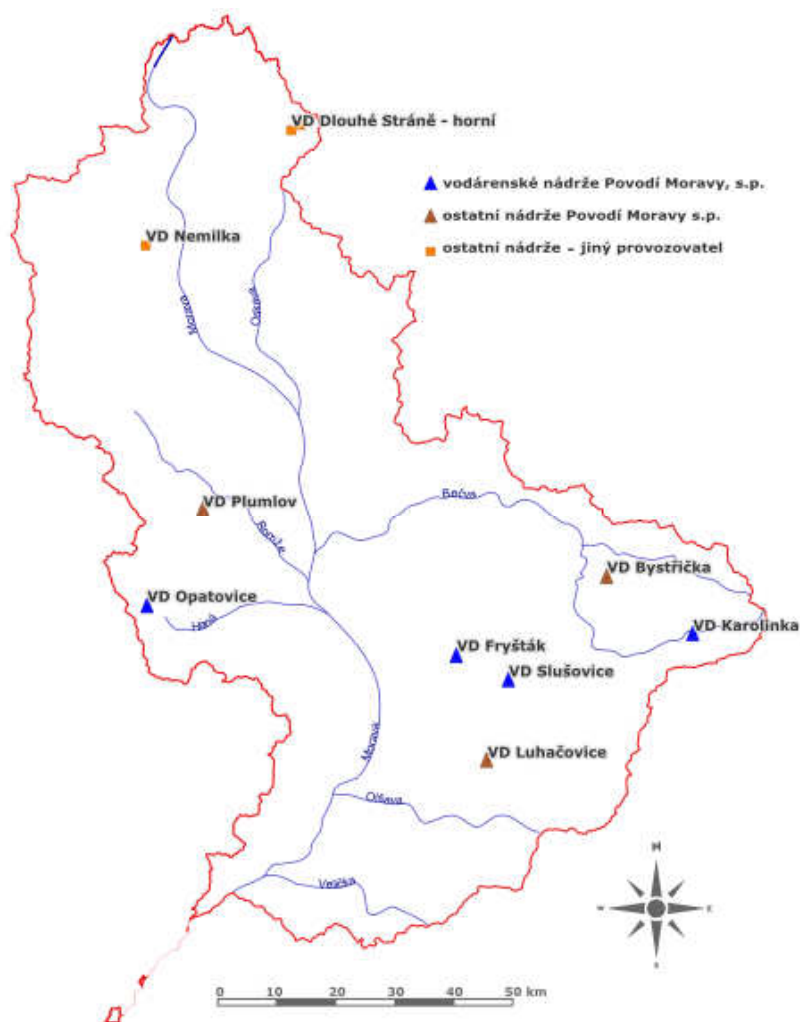 VD Dlouhé Stráně - horní
vodárenské nádrže Povodí Moravy, s.p.
ostatní nádrže Povodí Moravy s.p.
ostatní nádrže - jiný provozovatel
VD Nemilka
Morava
Oskava
VD Plumlov
Romže
Bečva
VD Bystřička
VD Opatovice
Haná
VD Karolinka
VD Fryšták
VD Slušovice
Morava
VD Luhačovice
Olšava
Velička
N
W
E
S
0 10 20 30 40 50 km